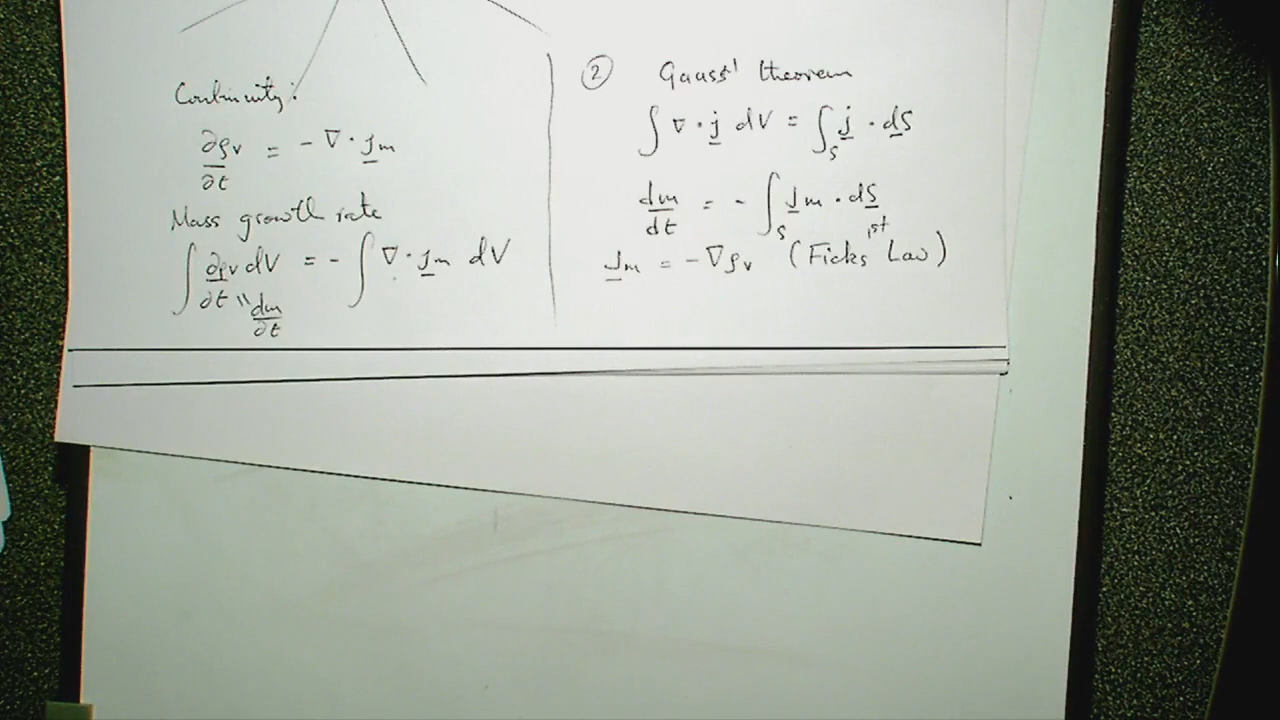 Continuity:
∂ρv/∂t = - ∇ · Jm
Mass growth rate
∫ ∂ρv/∂t dV = - ∫ ∇ · Jm dV
" dm/∂t
② Gauss' theorem
∫ ∇ · j dV = ∫S j · dS
dm/dt = - ∫S Jm · dS
Jm = - ∇ρv (Ficks 1st Law)